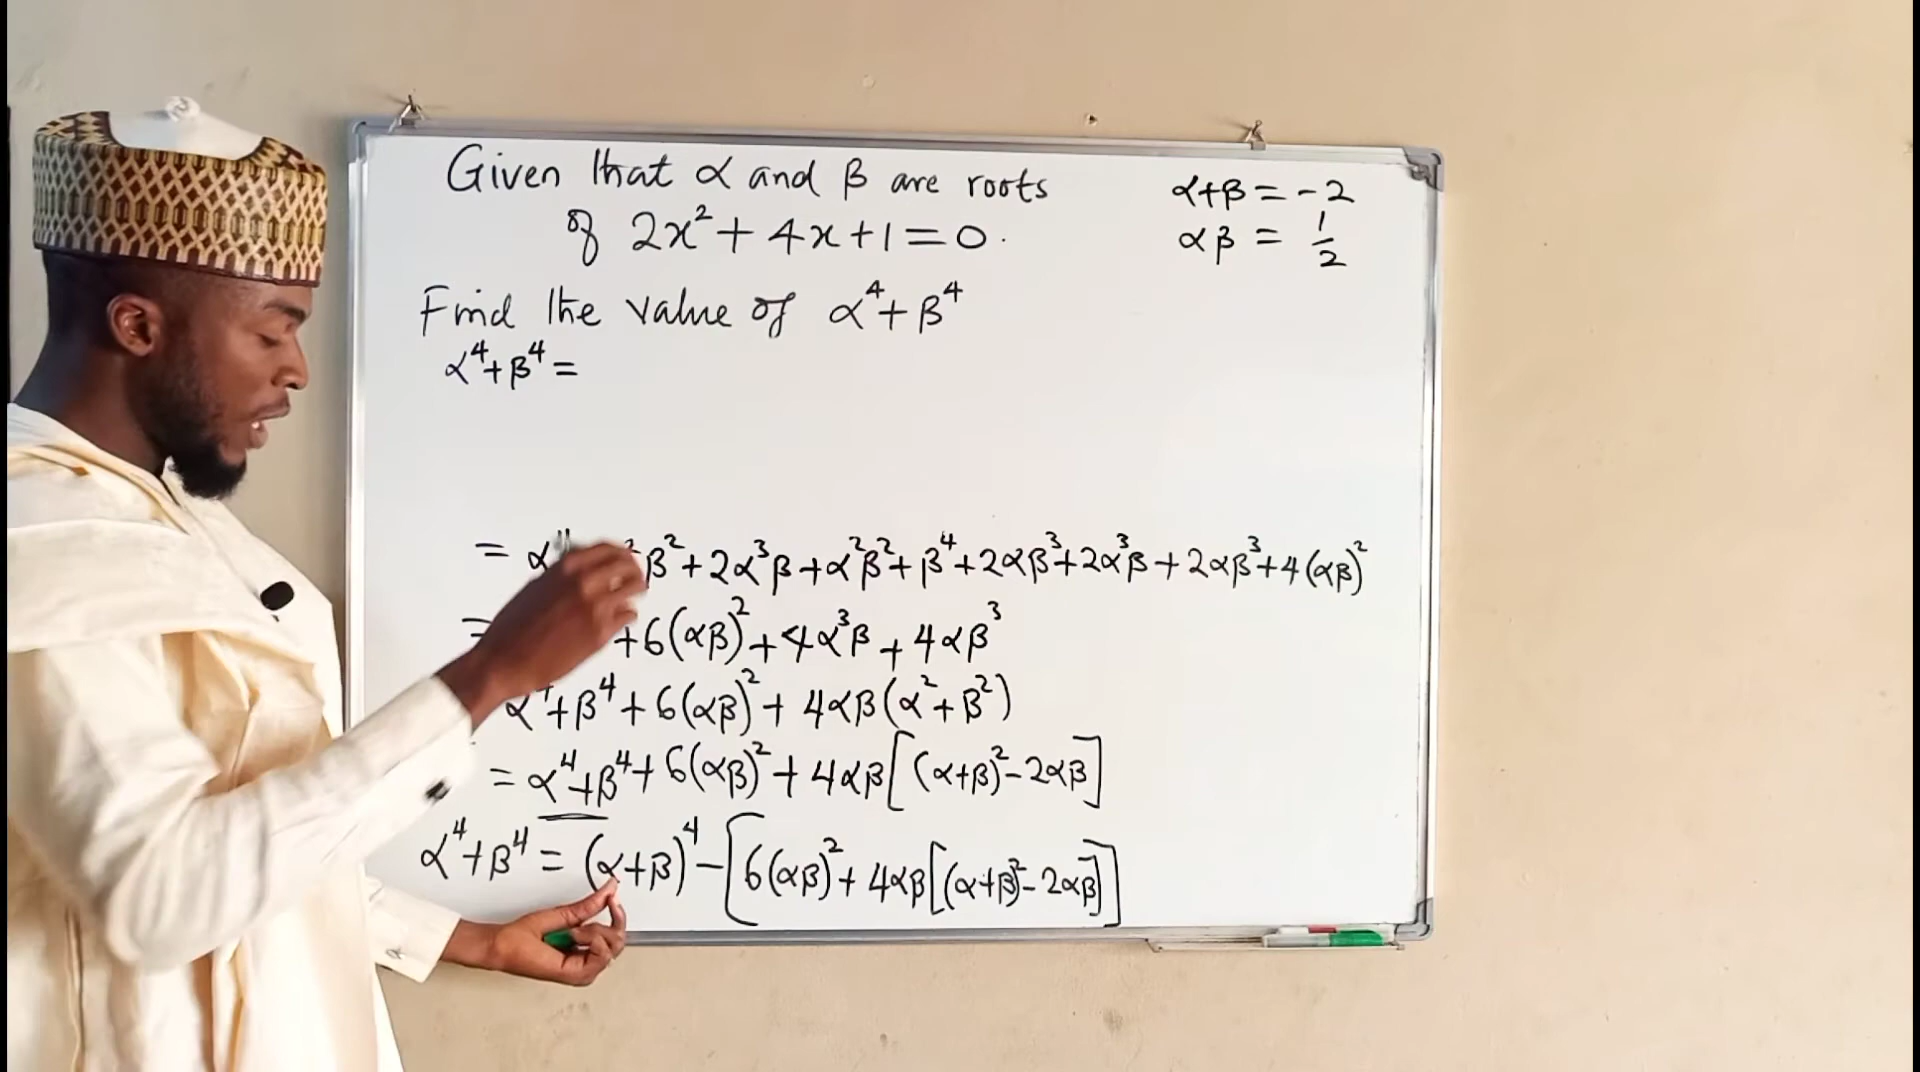 Given that α and β are roots
of 2x² + 4x + 1 = 0.
α+β = -2
αβ = 1/2
Find the value of α⁴ + β⁴
α⁴+β⁴ =
= α⁴ β²+2α³β+α²β²+β⁴+2αβ³+2α³β+2αβ³+4(αβ)²
= +6(αβ)²+4α³β+4αβ³
α⁴+β⁴+6(αβ)²+4αβ(α²+β²)
= α⁴+β⁴+6(αβ)²+4αβ[(α+β)²-2αβ]
α⁴+β⁴ = (α+β)⁴-[6(αβ)²+4αβ[(α+β)²-2αβ]]